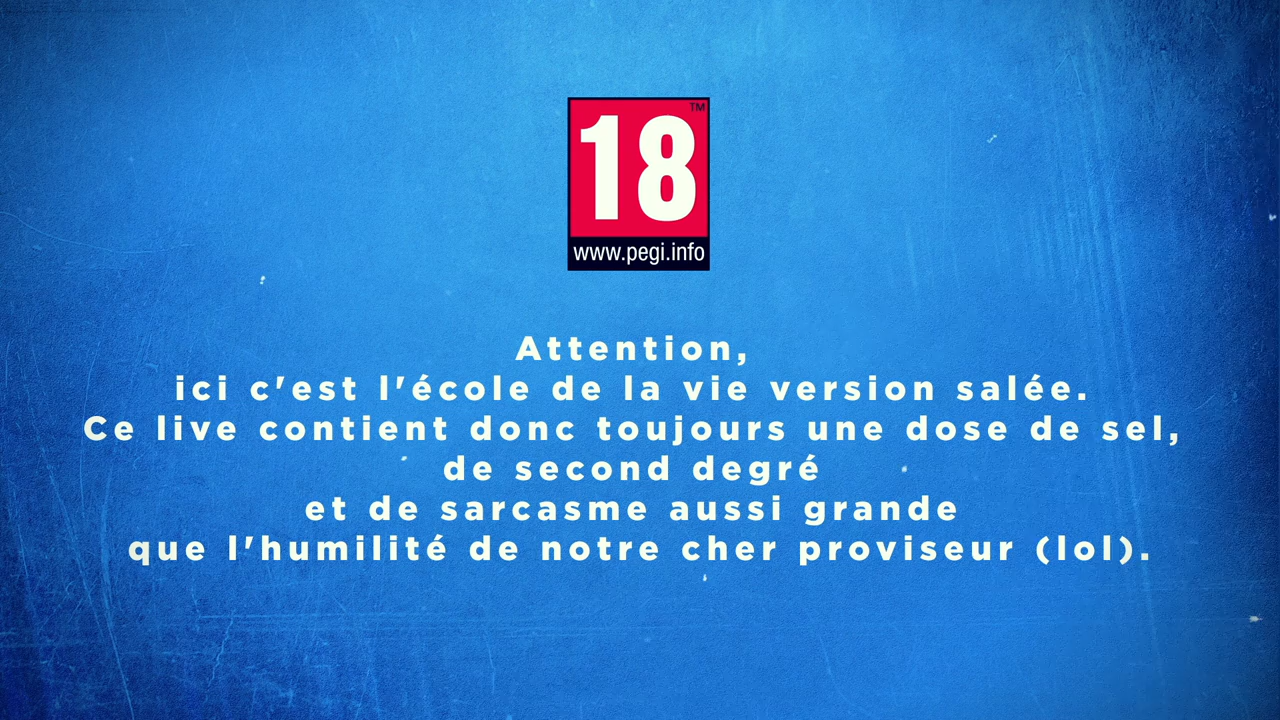 TM
18
www.pegi.info
Attention,
ici c'est l'école de la vie version salée.
Ce live contient donc toujours une dose de sel,
de second degré
et de sarcasme aussi grande
que l'humilité de notre cher proviseur (lol).